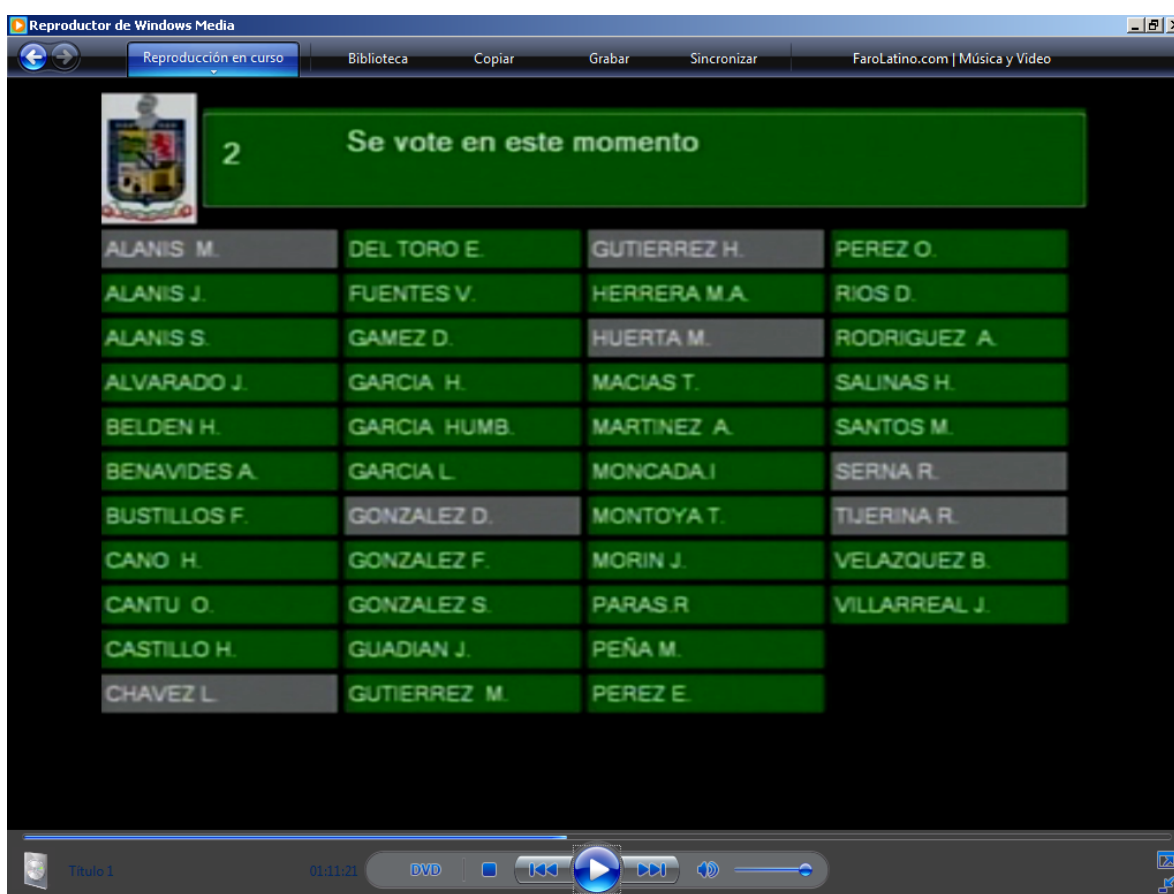 Reproductor de Windows Media
Reproducción en curso Biblioteca Copiar Grabar Sincronizar FaroLatino.com | Música y Video
2 Se vote en este momento
ALANIS M. DEL TORO E. GUTIERREZ H. PEREZ O.
ALANIS J. FUENTES V. HERRERA M.A. RIOS D.
ALANIS S. GAMEZ D. HUERTA M. RODRIGUEZ A.
ALVARADO J. GARCIA H. MACIAS T. SALINAS H.
BELDEN H. GARCIA HUMB. MARTINEZ A. SANTOS M.
BENAVIDES A. GARCIA L. MONCADA.I SERNA R.
BUSTILLOS F. GONZALEZ D. MONTOYA T. TIJERINA R.
CANO H. GONZALEZ F. MORIN J. VELAZQUEZ B.
CANTU O. GONZALEZ S. PARAS.R VILLARREAL J.
CASTILLO H. GUADIAN J. PEÑA M.
CHAVEZ L. GUTIERREZ M. PEREZ E.
Título 1 01:11:21 DVD